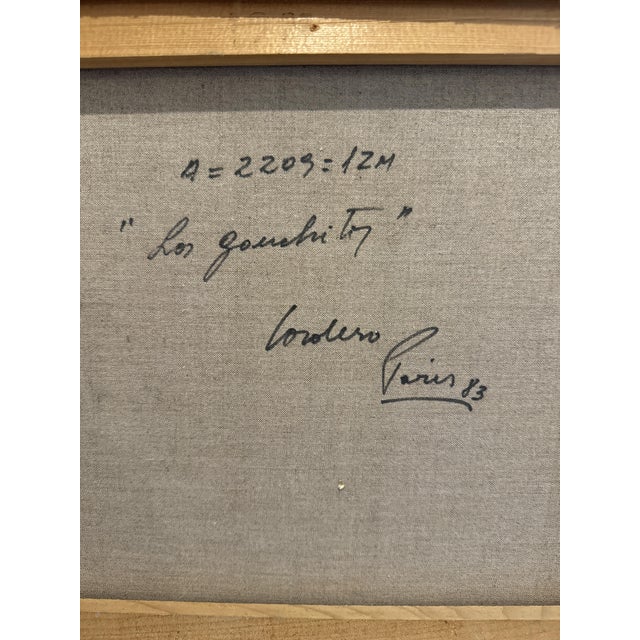 A = 2209 = 12M
"Los gauchitos"
Cordero
Paris 83